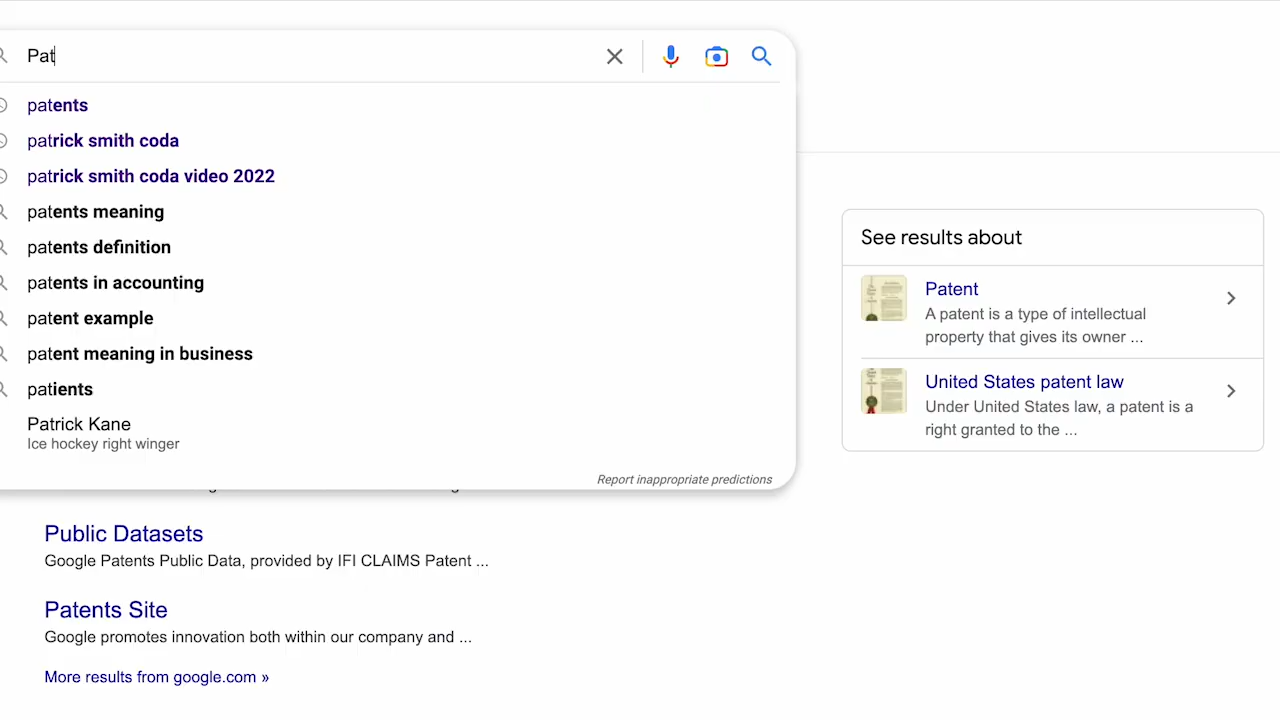 Pat
patents
patrick smith coda
patrick smith coda video 2022
patents meaning
patents definition
patents in accounting
patent example
patent meaning in business
patients
Patrick Kane
Ice hockey right winger
Report inappropriate predictions
See results about
Patent
A patent is a type of intellectual
property that gives its owner ...
United States patent law
Under United States law, a patent is a
right granted to the ...
Public Datasets
Google Patents Public Data, provided by IFI CLAIMS Patent ...
Patents Site
Google promotes innovation both within our company and ...
More results from google.com »